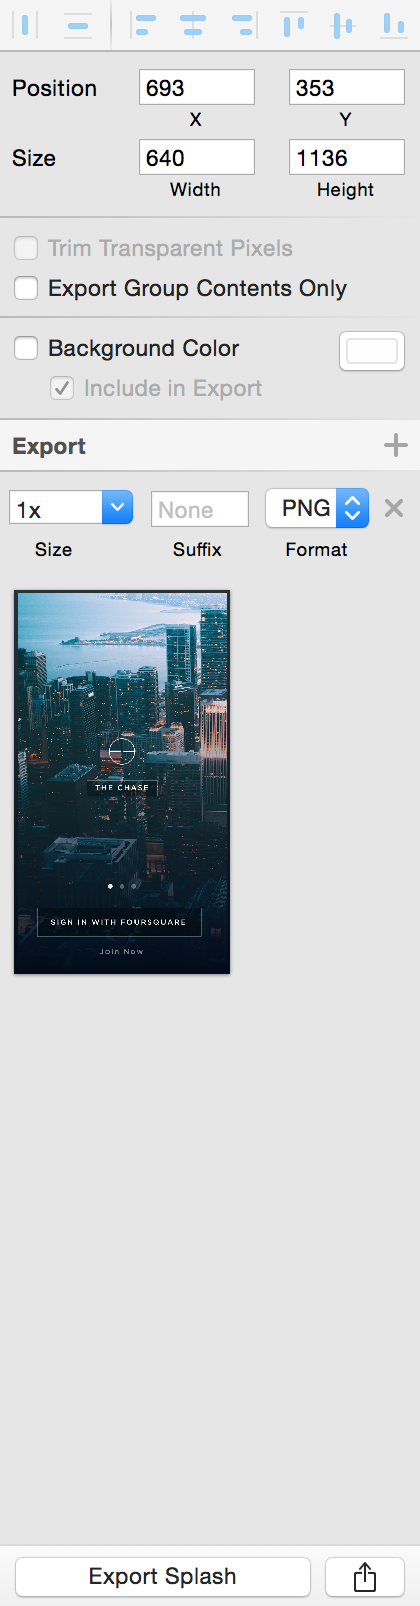 Position 693 353
X Y
Size 640 1136
Width Height
Trim Transparent Pixels
Export Group Contents Only
Background Color
Include in Export
Export
1x None PNG
Size Suffix Format
THE CHASE
SIGN IN WITH FOURSQUARE
Join Now
Export Splash